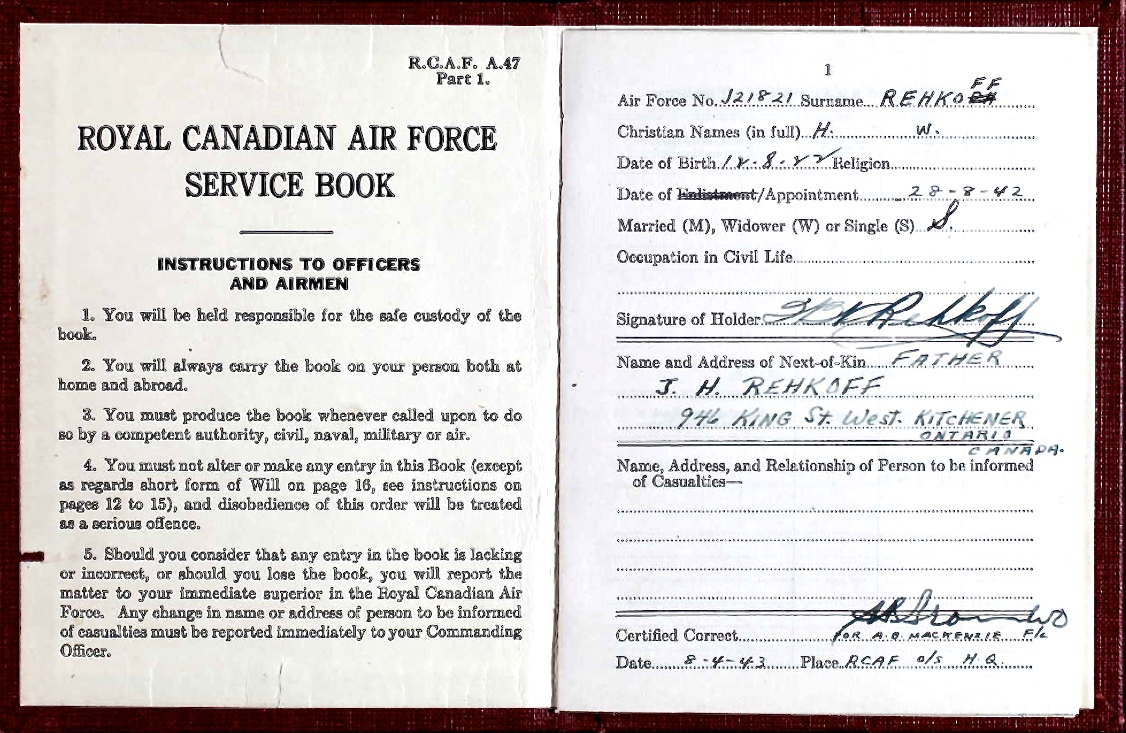 R.C.A.F. A.47
Part 1.
ROYAL CANADIAN AIR FORCE
SERVICE BOOK
INSTRUCTIONS TO OFFICERS
AND AIRMEN
1. You will be held responsible for the safe custody of the
book.
2. You will always carry the book on your person both at
home and abroad.
3. You must produce the book whenever called upon to do
so by a competent authority, civil, naval, military or air.
4. You must not alter or make any entry in this Book (except
as regards short form of Will on page 16, see instructions on
pages 12 to 15), and disobedience of this order will be treated
as a serious offence.
5. Should you consider that any entry in the book is lacking
or incorrect, or should you lose the book, you will report the
matter to your immediate superior in the Royal Canadian Air
Force. Any change in name or address of person to be informed
of casualties must be reported immediately to your Commanding
Officer.
1
Air Force No. J21821 Surname REHKOFF
Christian Names (in full) H. W.
Date of Birth 12-8-22 Religion
Date of Enlistment/Appointment 28-8-42
Married (M), Widower (W) or Single (S) S.
Occupation in Civil Life
Signature of Holder HW Rehkoff
Name and Address of Next-of-Kin FATHER
J. H. REHKOFF
946 KING St. West. KITCHENER
ONTARIO
CANADA.
Name, Address, and Relationship of Person to be informed
of Casualties—
WO
Certified Correct FOR A.O. MACKENZIE F/L
Date 8-4-43 Place RCAF o/s H.Q.